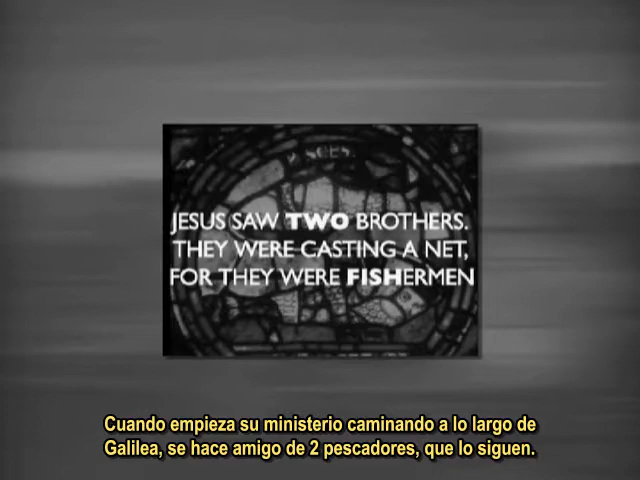 PISCES
JESUS SAW TWO BROTHERS.
THEY WERE CASTING A NET,
FOR THEY WERE FISHERMEN
Cuando empieza su ministerio caminando a lo largo de
Galilea, se hace amigo de 2 pescadores, que lo siguen.